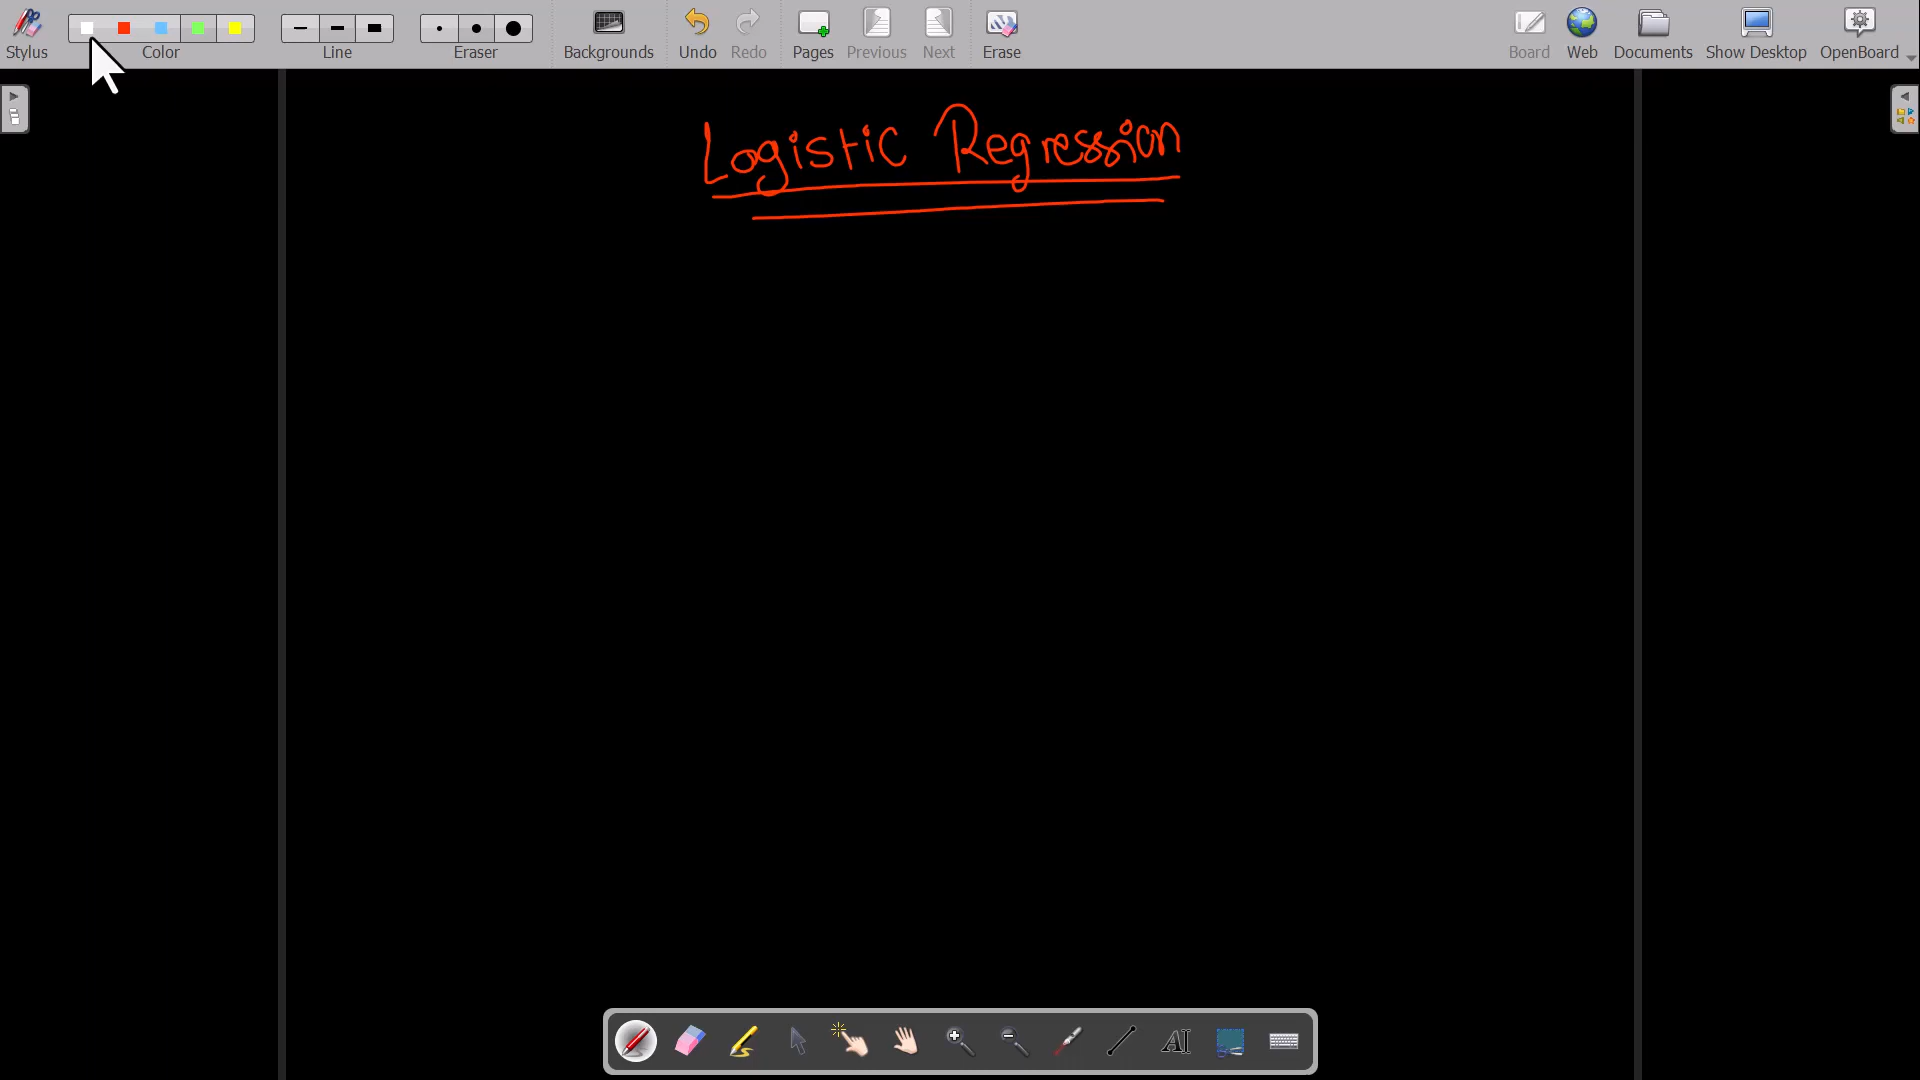 Stylus Color Line Eraser Backgrounds Undo Redo Pages Previous Next Erase Board Web Documents Show Desktop OpenBoard
Logistic Regression
AI